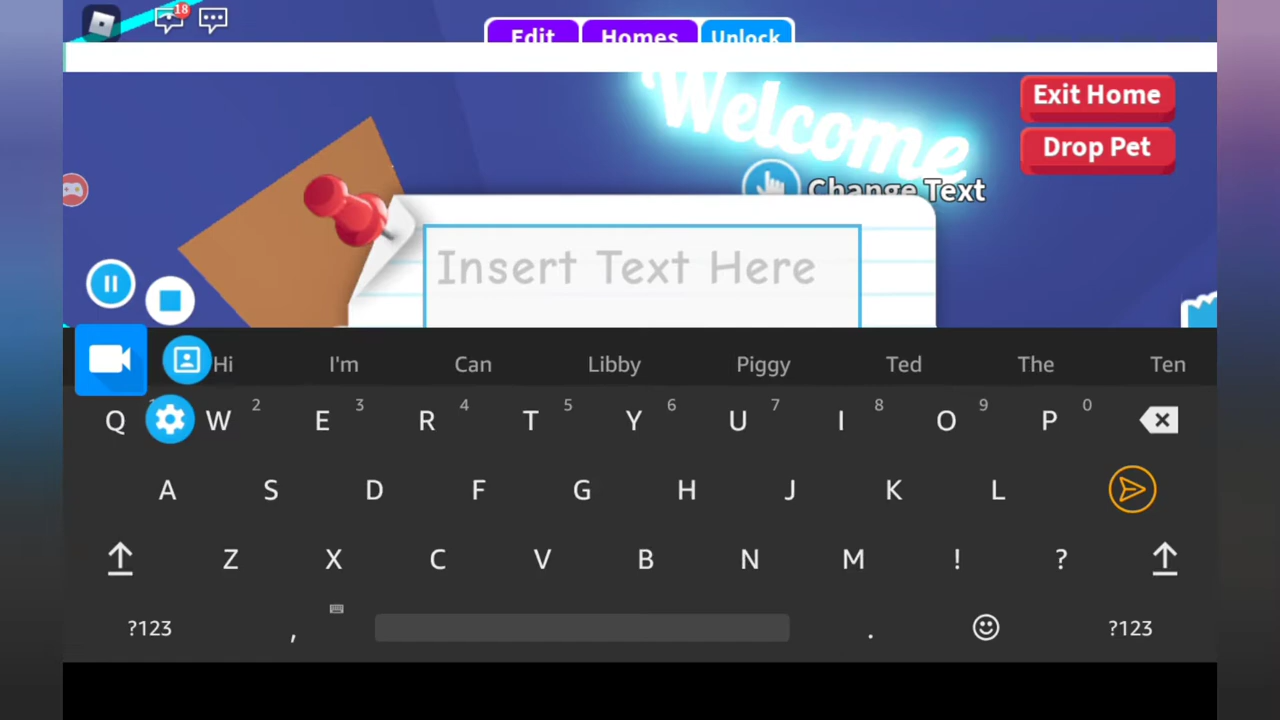 18
Edit Homes Unlock
Welcome
Exit Home
Drop Pet
Change Text
Insert Text Here
Hi I'm Can Libby Piggy Ted The Ten
Q W 2 E 3 R 4 T 5 Y 6 U 7 I 8 O 9 P 0
A S D F G H J K L
Z X C V B N M ! ?
?123 , . ?123